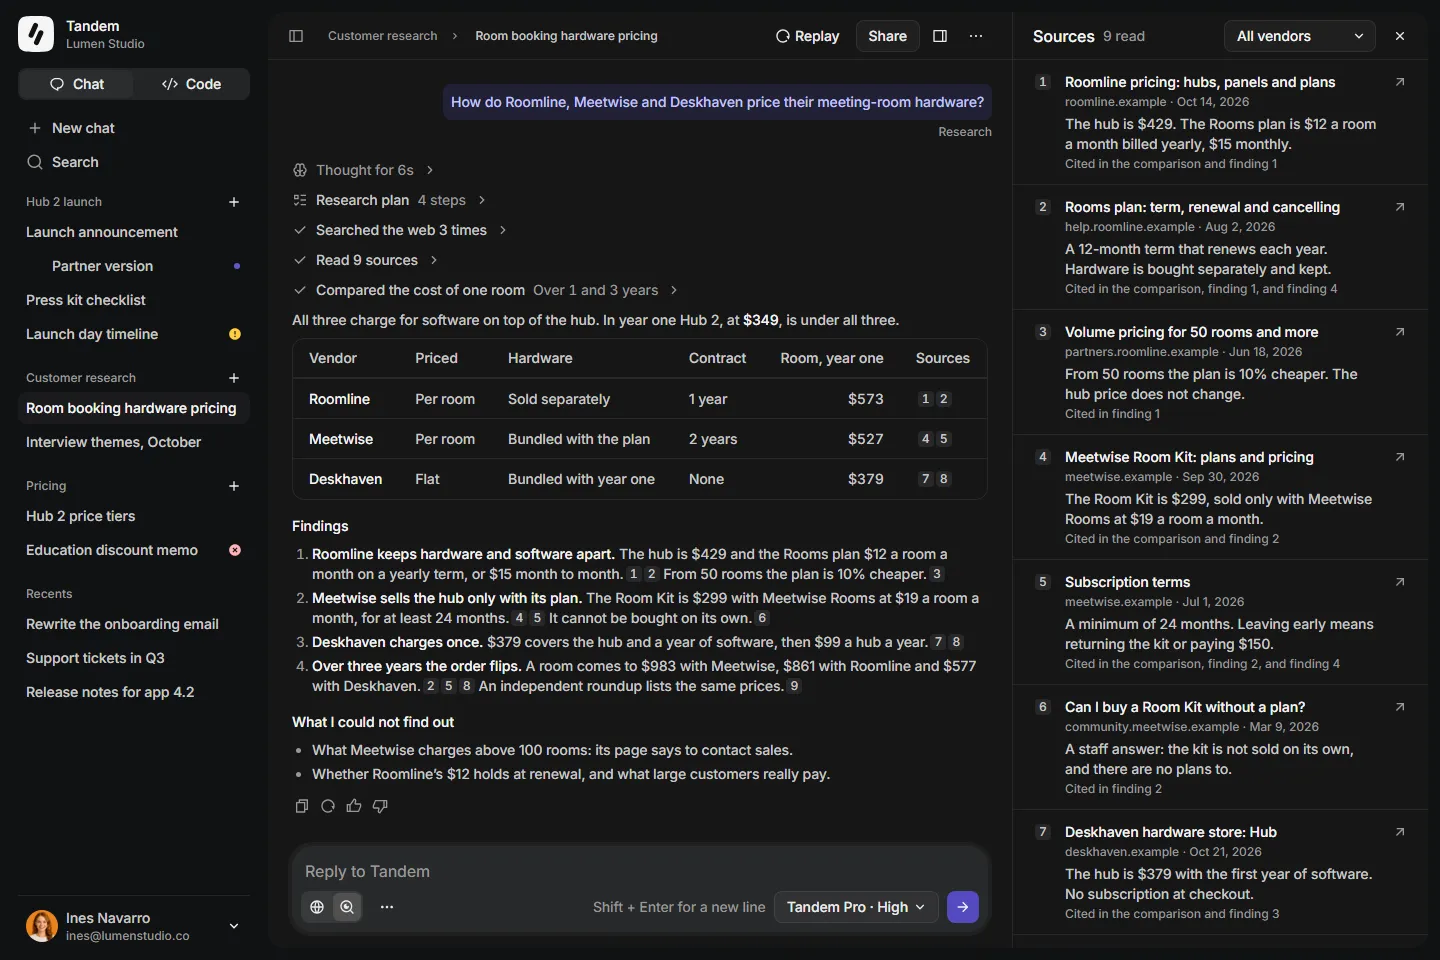 Tandem
Lumen Studio
Chat
Code
New chat
Search
Hub 2 launch
Launch announcement
Partner version
Press kit checklist
Launch day timeline
Customer research
Room booking hardware pricing
Interview themes, October
Pricing
Hub 2 price tiers
Education discount memo
Recents
Rewrite the onboarding email
Support tickets in Q3
Release notes for app 4.2
Ines Navarro
ines@lumenstudio.co
Customer research
Room booking hardware pricing
Replay
Share
How do Roomline, Meetwise and Deskhaven price their meeting-room hardware?
Research
Thought for 6s
Research plan 4 steps
Searched the web 3 times
Read 9 sources
Compared the cost of one room Over 1 and 3 years
All three charge for software on top of the hub. In year one Hub 2, at $349, is under all three.
Vendor Priced Hardware Contract Room, year one Sources
Roomline Per room Sold separately 1 year $573 1 2
Meetwise Per room Bundled with the plan 2 years $527 4 5
Deskhaven Flat Bundled with year one None $379 7 8
Findings
1. Roomline keeps hardware and software apart. The hub is $429 and the Rooms plan $12 a room a
month on a yearly term, or $15 month to month. 1 2 From 50 rooms the plan is 10% cheaper. 3
2. Meetwise sells the hub only with its plan. The Room Kit is $299 with Meetwise Rooms at $19 a room a
month, for at least 24 months. 4 5 It cannot be bought on its own. 6
3. Deskhaven charges once. $379 covers the hub and a year of software, then $99 a hub a year. 7 8
4. Over three years the order flips. A room comes to $983 with Meetwise, $861 with Roomline and $577
with Deskhaven. 2 5 8 An independent roundup lists the same prices. 9
What I could not find out
• What Meetwise charges above 100 rooms: its page says to contact sales.
• Whether Roomline's $12 holds at renewal, and what large customers really pay.
Reply to Tandem
Shift + Enter for a new line
Tandem Pro · High
Sources 9 read
All vendors
1 Roomline pricing: hubs, panels and plans
roomline.example · Oct 14, 2026
The hub is $429. The Rooms plan is $12 a room
a month billed yearly, $15 monthly.
Cited in the comparison and finding 1
2 Rooms plan: term, renewal and cancelling
help.roomline.example · Aug 2, 2026
A 12-month term that renews each year.
Hardware is bought separately and kept.
Cited in the comparison, finding 1, and finding 4
3 Volume pricing for 50 rooms and more
partners.roomline.example · Jun 18, 2026
From 50 rooms the plan is 10% cheaper. The
hub price does not change.
Cited in finding 1
4 Meetwise Room Kit: plans and pricing
meetwise.example · Sep 30, 2026
The Room Kit is $299, sold only with Meetwise
Rooms at $19 a room a month.
Cited in the comparison and finding 2
5 Subscription terms
meetwise.example · Jul 1, 2026
A minimum of 24 months. Leaving early means
returning the kit or paying $150.
Cited in the comparison, finding 2, and finding 4
6 Can I buy a Room Kit without a plan?
community.meetwise.example · Mar 9, 2026
A staff answer: the kit is not sold on its own,
and there are no plans to.
Cited in finding 2
7 Deskhaven hardware store: Hub
deskhaven.example · Oct 21, 2026
The hub is $379 with the first year of software.
No subscription at checkout.
Cited in the comparison and finding 3